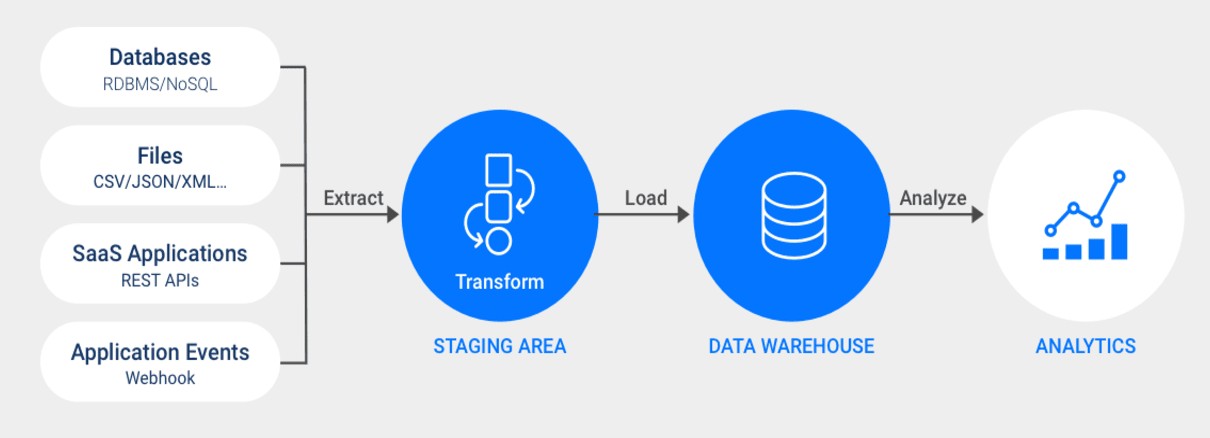 Databases
RDBMS/NoSQL
Files
CSV/JSON/XML...
SaaS Applications
REST APIs
Application Events
Webhook
Extract
Transform
STAGING AREA
Load
DATA WAREHOUSE
Analyze
ANALYTICS